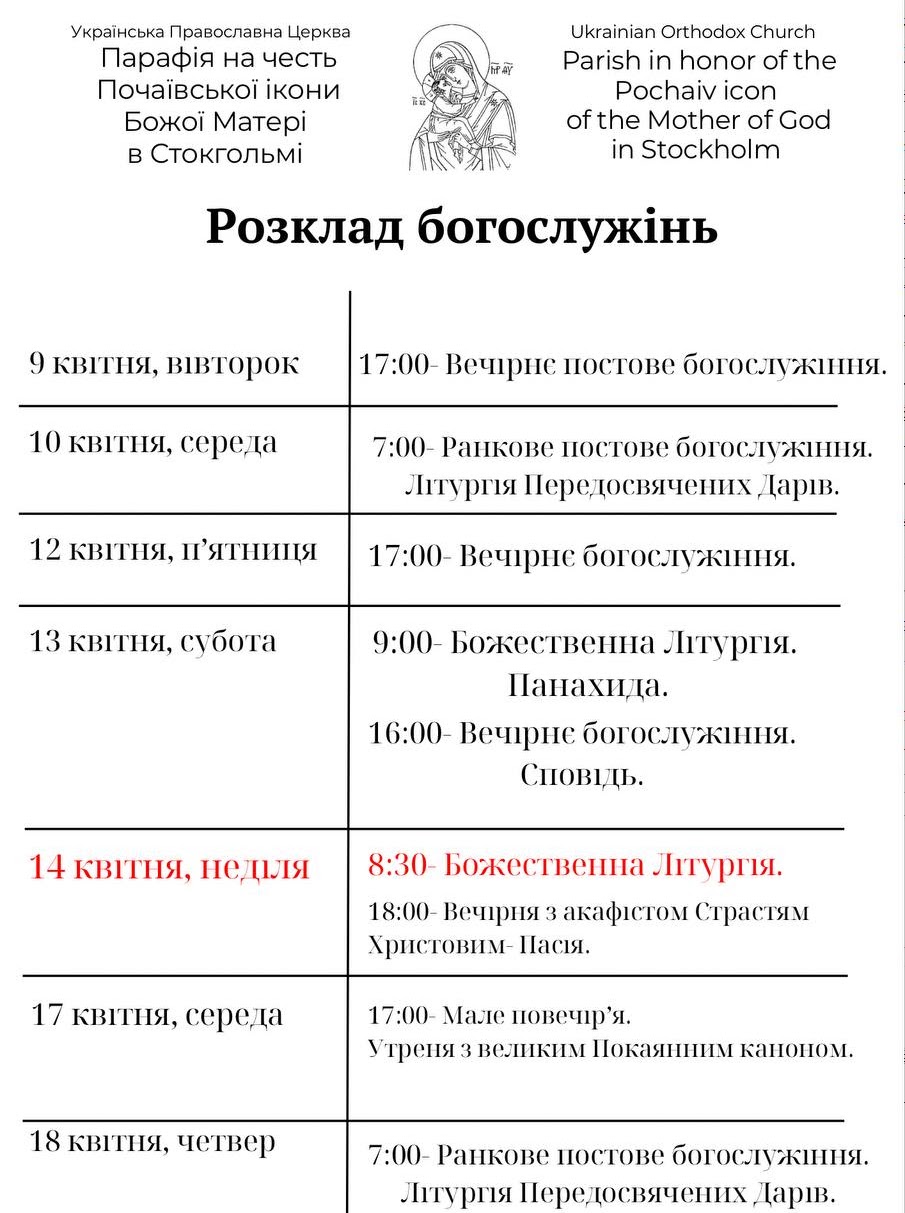 Українська Православна Церква
Парафія на честь
Почаївської ікони
Божої Матері
в Стокгольмі
Ukrainian Orthodox Church
Parish in honor of the
Pochaiv icon
of the Mother of God
in Stockholm
Розклад богослужінь
9 квітня, вівторок
17:00- Вечірнє постове богослужіння.
10 квітня, середа
7:00- Ранкове постове богослужіння.
Літургія Передосвячених Дарів.
12 квітня, п’ятниця
17:00- Вечірнє богослужіння.
13 квітня, субота
9:00- Божественна Літургія.
Панахида.
16:00- Вечірнє богослужіння.
Сповідь.
14 квітня, неділя
8:30- Божественна Літургія.
18:00- Вечірня з акафістом Страстям
Христовим- Пасія.
17 квітня, середа
17:00- Мале повечір’я.
Утреня з великим Покаянним каноном.
18 квітня, четвер
7:00- Ранкове постове богослужіння.
Літургія Передосвячених Дарів.